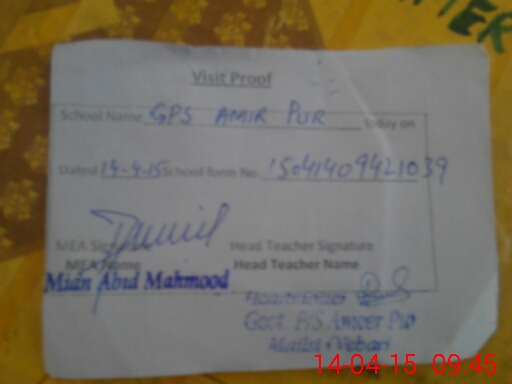 Visit Proof
School Name GPS AMIR PUR today on
Dated 14-4-15 School form No. 15041409421039
MEA Signature Head Teacher Signature
MEA Name Head Teacher Name
Mian Abid Mahmood
Govt. P/S Ameer Pur
14-04-15 09:45